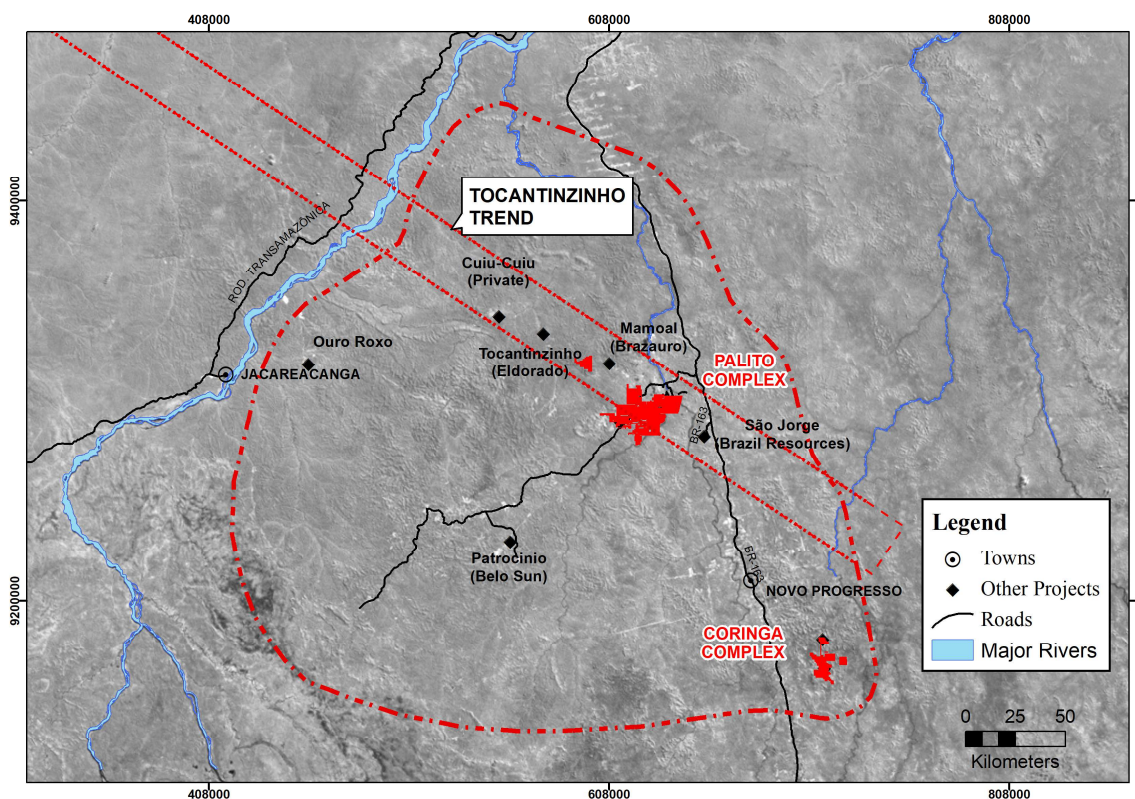 408000
608000
808000
9400000
TOCANTINZINHO
TREND
ROD. TRANSAMAZÔNICA
Cuiu-Cuiu
(Private)
Ouro Roxo
Mamoal
(Brazauro)
Tocantinzinho
(Eldorado)
PALITO
COMPLEX
JACAREACANGA
BR-163
São Jorge
(Brazil Resources)
Patrocinio
(Belo Sun)
BR-163
NOVO PROGRESSO
9200000
CORINGA
COMPLEX
Legend
Towns
Other Projects
Roads
Major Rivers
0 25 50
Kilometers
408000
608000
808000